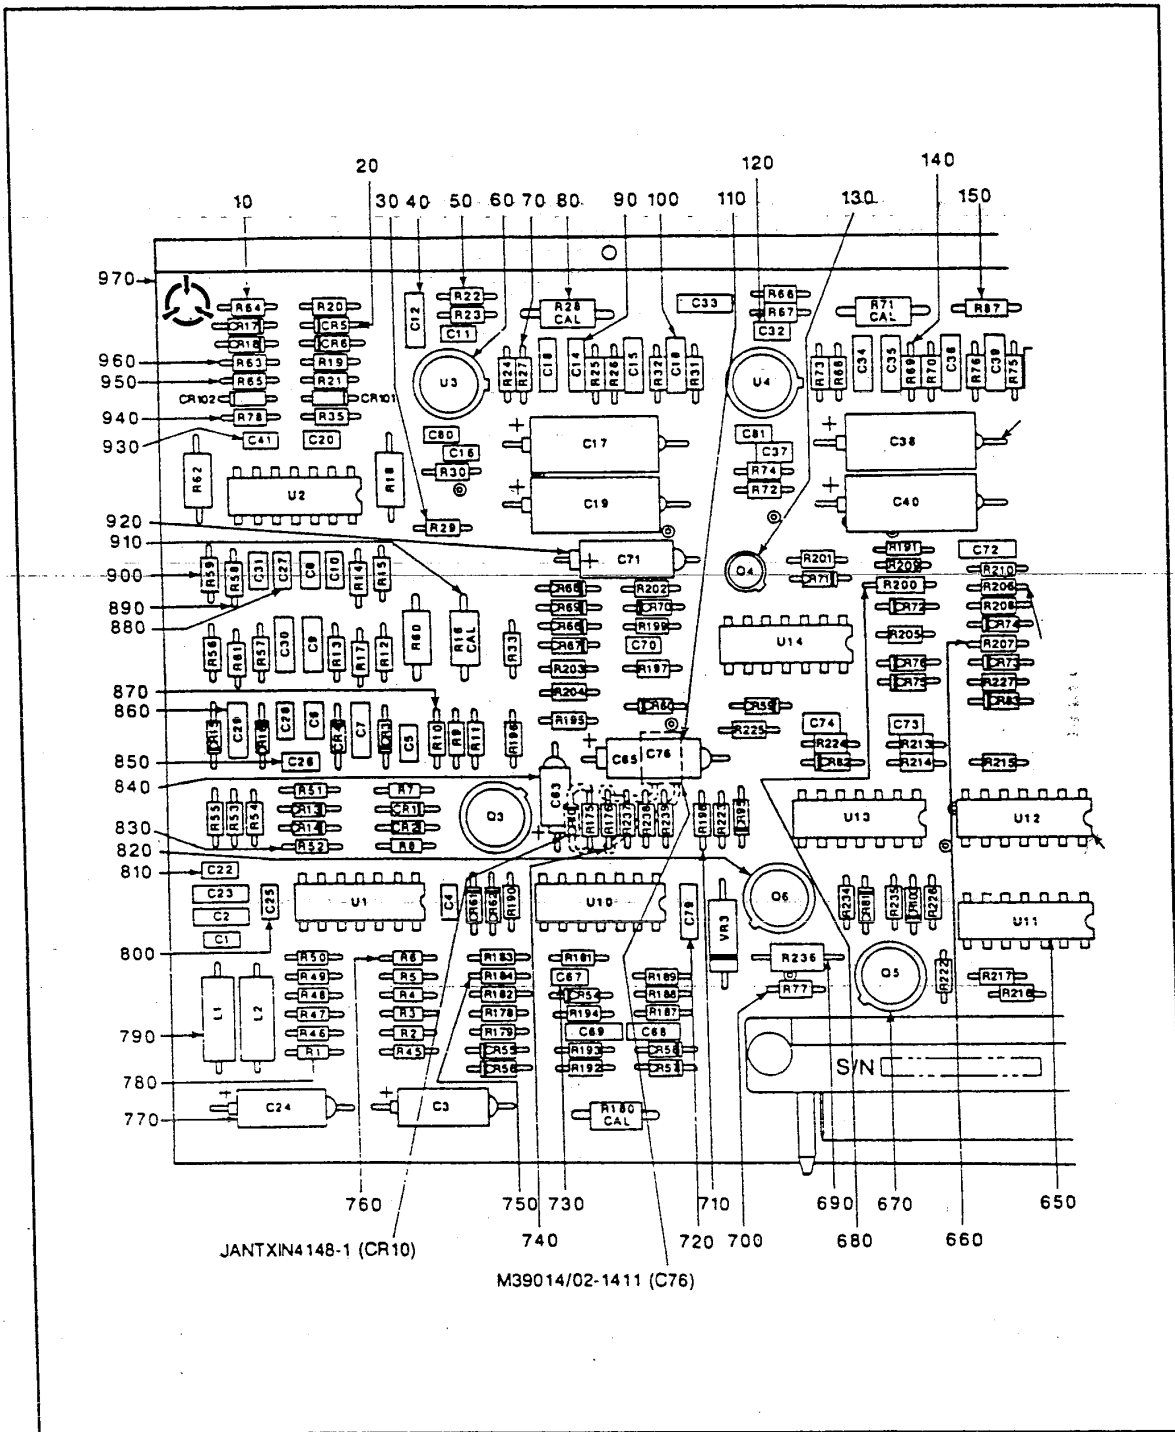 20 120 140
10 30 40 50 60 70 80 90 100 110 130 150
970
R64 R20 C12 R22 R28 CAL C33 R66 R71 CAL R87
CR17 CR5 R23 R67
CR18 CR6 C11 C32
960 R63 R19 U3 R24 R27 C18 C14 R25 R26 C15 R32 R31 U4 R73 R68 C34 C35 R69 R70 C36 R76 C39 R75
950 R65 R21
CR102 CR101
940 R78 R35
930 C41 C20 C80 C17 C81 C38
R62 R18 C16 C37
U2 R30 R74
C19 R72 C40
920 R29
910 C71 R201 R191 C72
900 R59 R58 C31 C27 C8 C10 R14 R15 Q4 CR71 R209 R210
890 R202 R200 R206
880 R60 R16 CAL CR69 CR70 CR72 R208
R56 R61 R57 C30 C9 R13 R17 R12 R33 CR66 R199 U14 R205 CR74
CR67 C70 R207
R203 R197 CR76 CR73
870 R204 CR75 R227
860 C29 C28 C6 C7 C5 R10 R9 R11 CR60 CR59 CR83
R195 R225 C74 C73
850 C26 C65 C76 R224 R213
CR82 R214 R215
840 R51 R7 C63
R55 R53 R54 CR13 CR1 Q3 R175 R176 R237 R238 R223 CR95 U13 U12
830 CR14 CR2
820 R52 R8
810 C22 Q6
C23 C25 U1 C4 CR61 CR62 R190 U10 C79 VR3 R234 CR81 R235 R226 U11
C2
C1
800 R50 R6 R183 R181 R236 Q5 R222
R49 R5 R184 C67 R189 R217
R48 R4 R182 CR54 R188 R77 R216
L1 L2 R47 R3 R178 R194 R187
790 R46 R2 R179 C69 C68
R1 R45 CR55 R193 CR56
780 CR56 R192 CR58 S/N
770 C24 C3 R180 CAL
760 750 730 710 690 670 650
740 720 700 680 660
JANTXIN4148-1 (CR10)
M39014/02-1411 (C76)